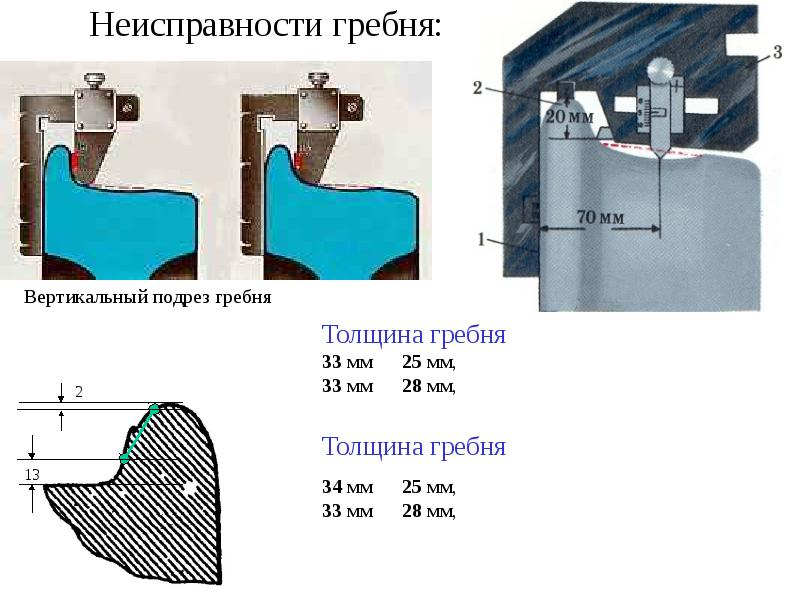 Неисправности гребня:
2
3
20 мм
70 мм
1
Вертикальный подрез гребня
Толщина гребня
33 мм 25 мм,
33 мм 28 мм,
2
13
Толщина гребня
34 мм 25 мм,
33 мм 28 мм,